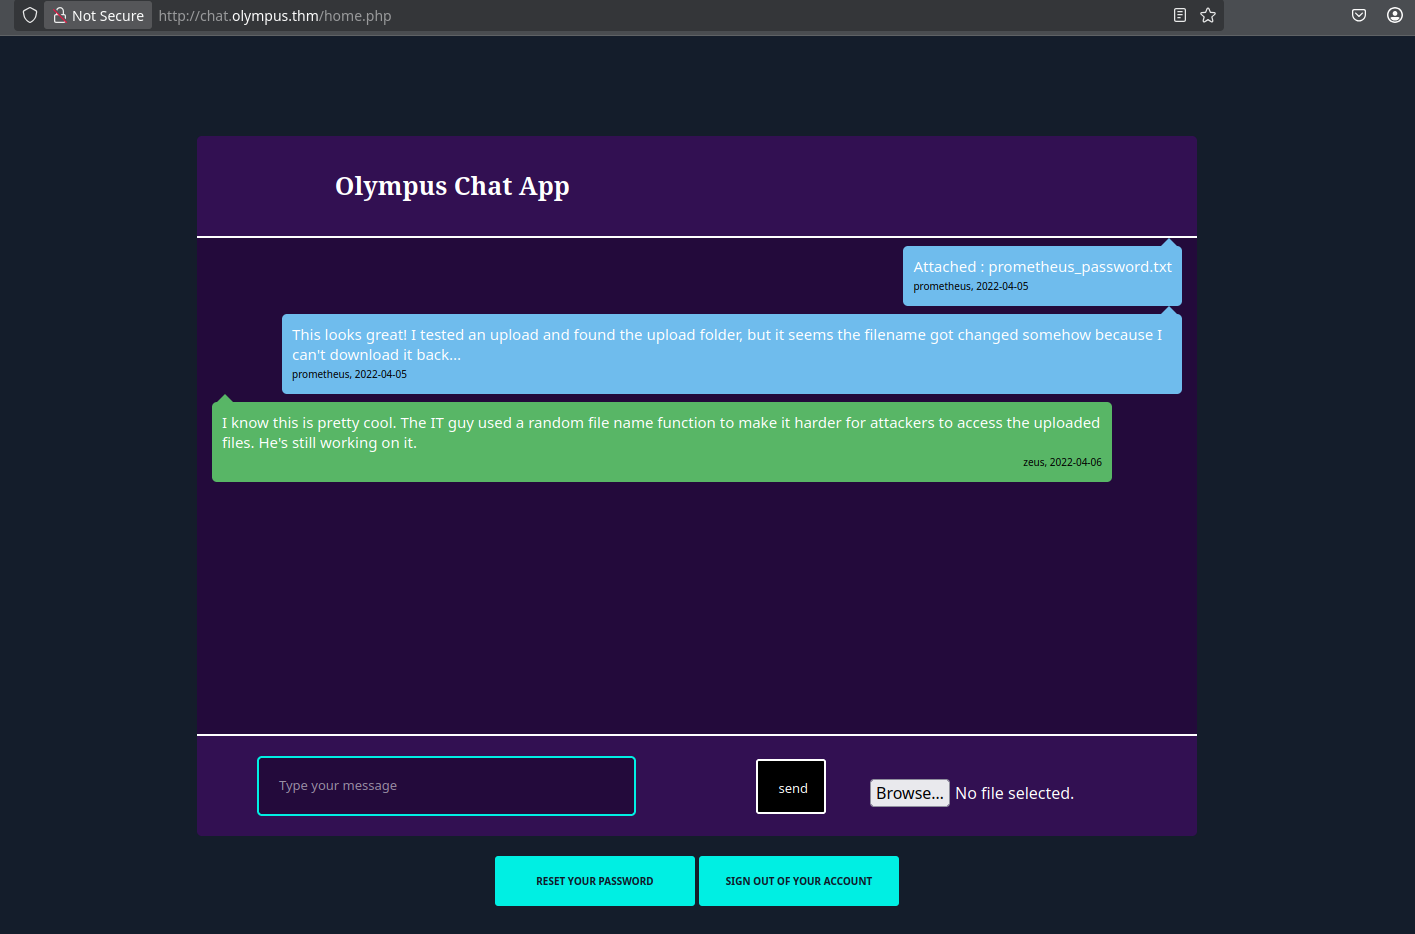 Not Secure http://chat.olympus.thm/home.php
Olympus Chat App
Attached : prometheus_password.txt
prometheus, 2022-04-05
This looks great! I tested an upload and found the upload folder, but it seems the filename got changed somehow because I
can't download it back...
prometheus, 2022-04-05
I know this is pretty cool. The IT guy used a random file name function to make it harder for attackers to access the uploaded
files. He's still working on it.
zeus, 2022-04-06
Type your message
send
Browse... No file selected.
RESET YOUR PASSWORD
SIGN OUT OF YOUR ACCOUNT